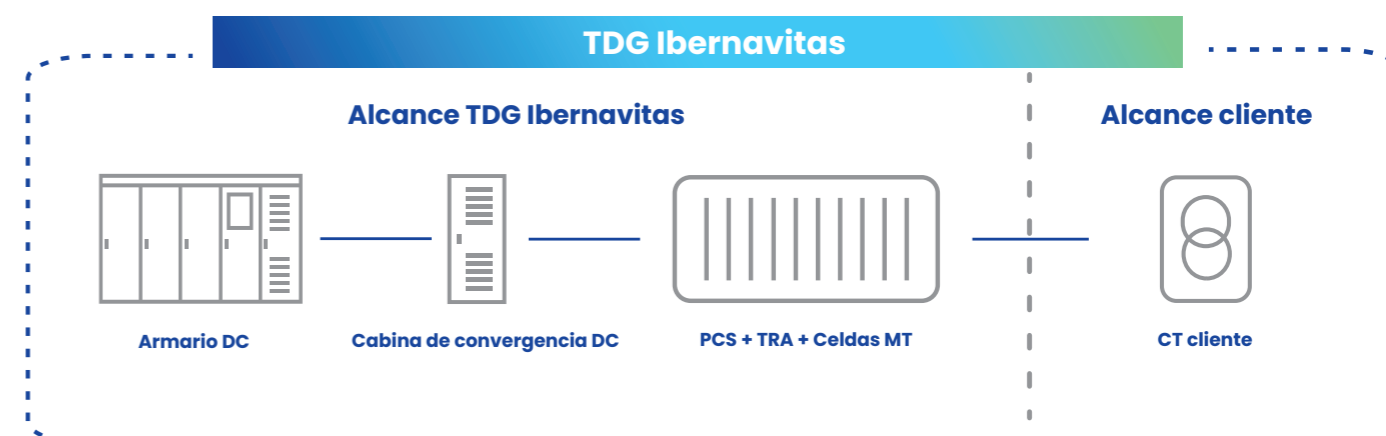 TDG Ibernavitas
Alcance TDG Ibernavitas
Alcance cliente
Armario DC
Cabina de convergencia DC
PCS + TRA + Celdas MT
CT cliente